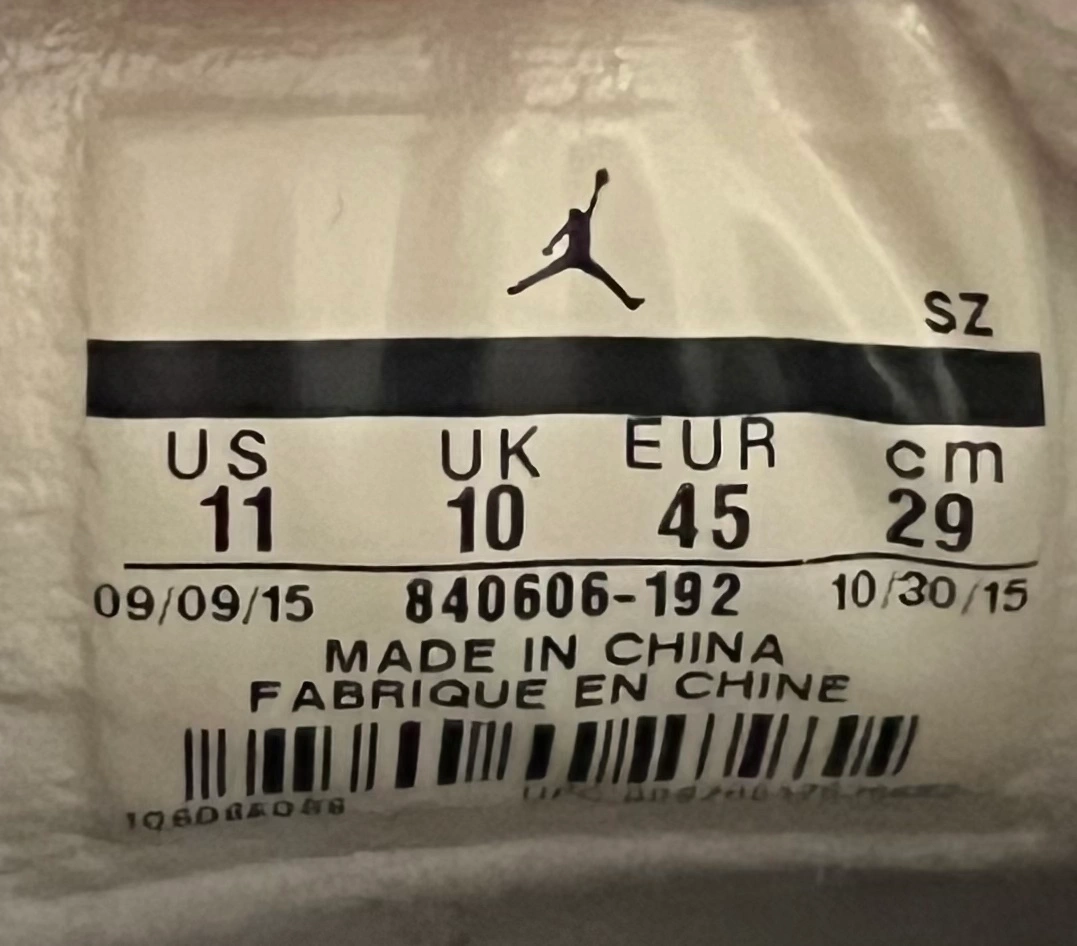 SZ
US UK EUR cm
11 10 45 29
09/09/15 840606-192 10/30/15
MADE IN CHINA
FABRIQUE EN CHINE